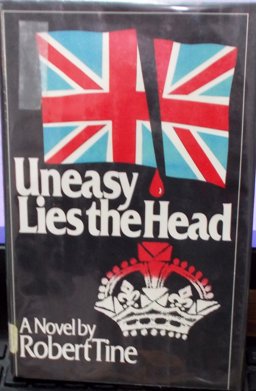 Uneasy
Lies the Head
A Novel by
Robert Tine